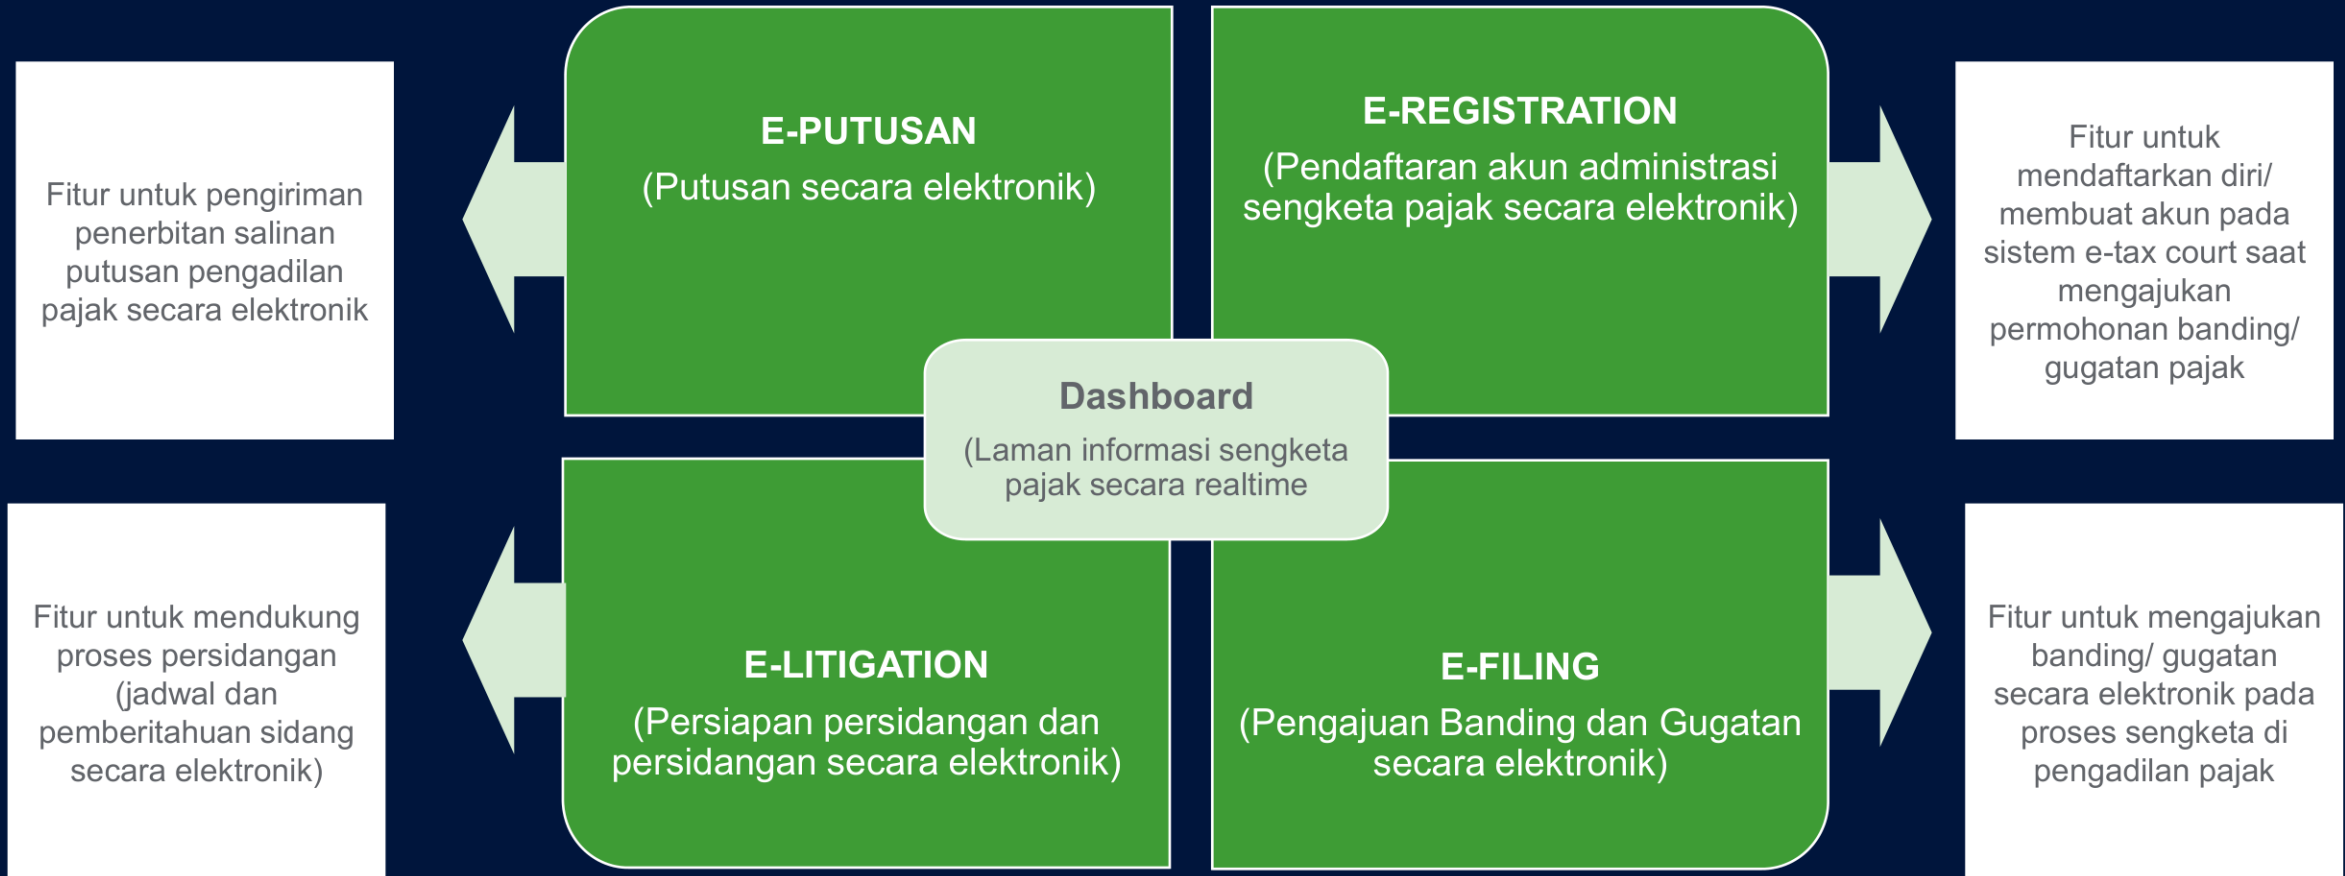 Fitur untuk pengiriman
penerbitan salinan
putusan pengadilan
pajak secara elektronik
E-PUTUSAN
(Putusan secara elektronik)
E-REGISTRATION
(Pendaftaran akun administrasi
sengketa pajak secara elektronik)
Fitur untuk
mendaftarkan diri/
membuat akun pada
sistem e-tax court saat
mengajukan
permohonan banding/
gugatan pajak
Dashboard
(Laman informasi sengketa
pajak secara realtime
Fitur untuk mendukung
proses persidangan
(jadwal dan
pemberitahuan sidang
secara elektronik)
E-LITIGATION
(Persiapan persidangan dan
persidangan secara elektronik)
E-FILING
(Pengajuan Banding dan Gugatan
secara elektronik)
Fitur untuk mengajukan
banding/ gugatan
secara elektronik pada
proses sengketa di
pengadilan pajak